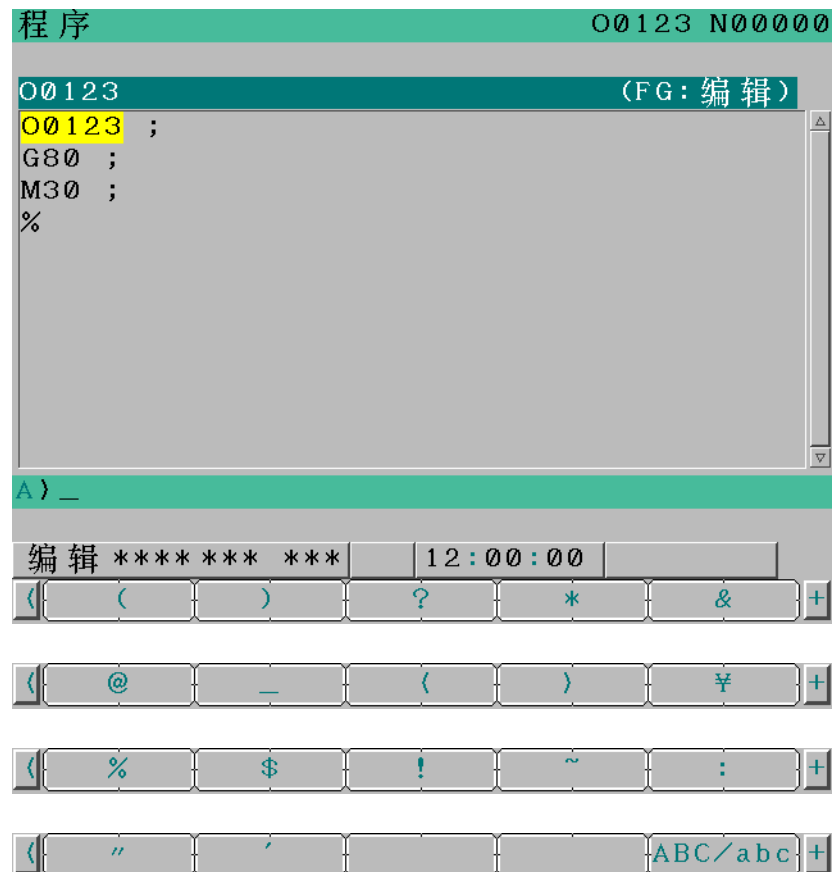 程序 O0123 N00000
O0123 (FG:编辑)
O0123 ;
G80 ;
M30 ;
%
A>_
编辑 **** *** *** 12:00:00
( ) ? * & +
@ _ < > ¥ +
% $ ! ~ : +
" ' ABC/abc +